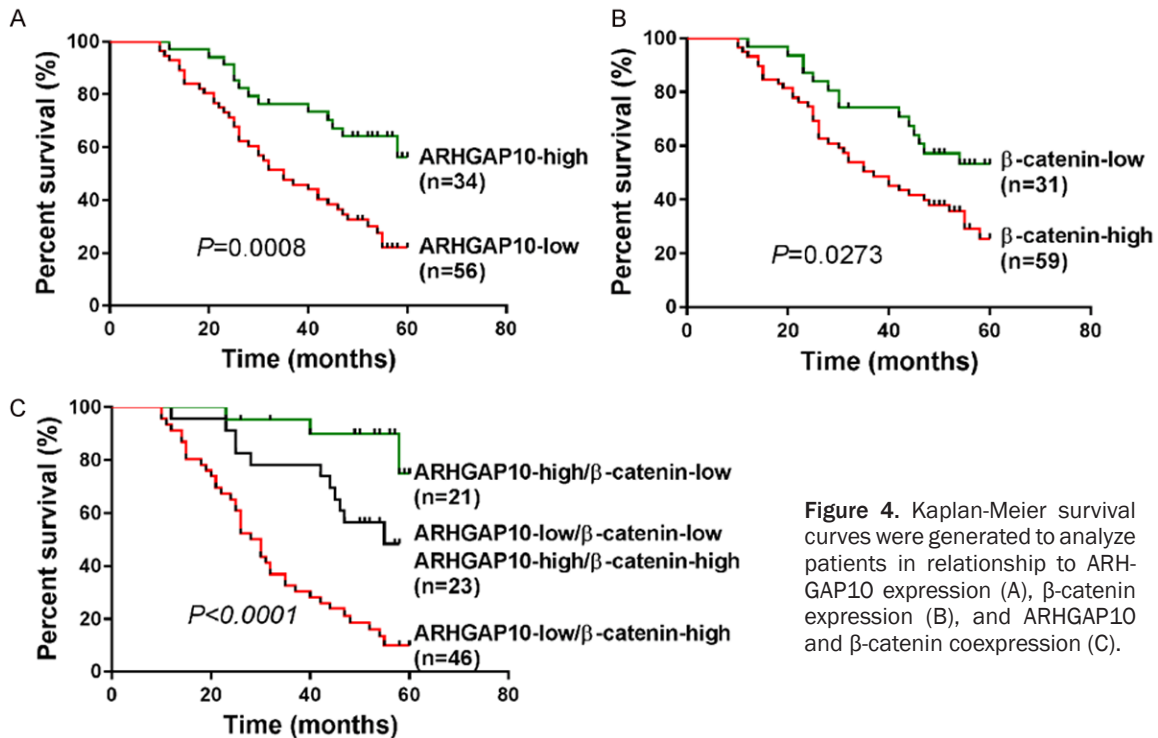 A
Percent survival (%)
100
80
60
40
20
0
0 20 40 60 80
Time (months)
ARHGAP10-high
(n=34)
ARHGAP10-low
(n=56)
P=0.0008
B
Percent survival (%)
100
80
60
40
20
0
0 20 40 60 80
Time (months)
β-catenin-low
(n=31)
β-catenin-high
(n=59)
P=0.0273
C
Percent survival (%)
100
80
60
40
20
0
0 20 40 60 80
Time (months)
ARHGAP10-high/β-catenin-low
(n=21)
ARHGAP10-low/β-catenin-low
ARHGAP10-high/β-catenin-high
(n=23)
ARHGAP10-low/β-catenin-high
(n=46)
P<0.0001
Figure 4. Kaplan-Meier survival
curves were generated to analyze
patients in relationship to ARH-
GAP10 expression (A), β-catenin
expression (B), and ARHGAP10
and β-catenin coexpression (C).